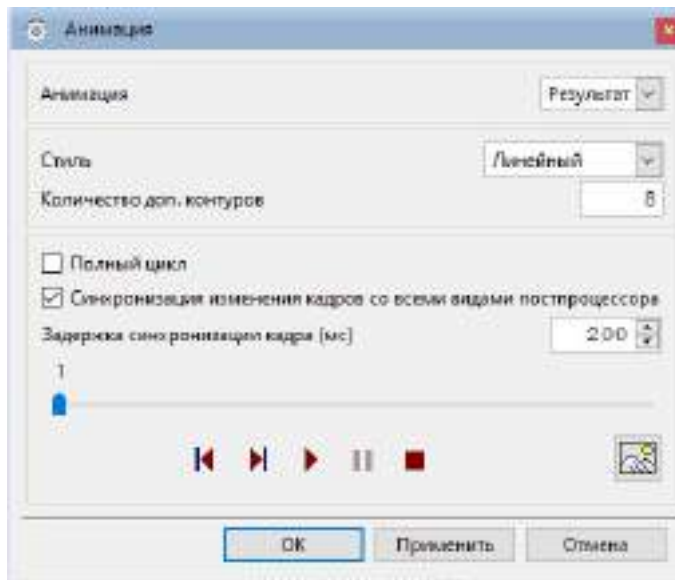 Анимация
Анимация
Результат
Стиль
Линейный
Количество доп. контуров
8
Полный цикл
Синхронизация изменения кадров со всеми видами постпроцессора
Задержка синхронизации кадра (мс)
200
1
OK
Применить
Отмена